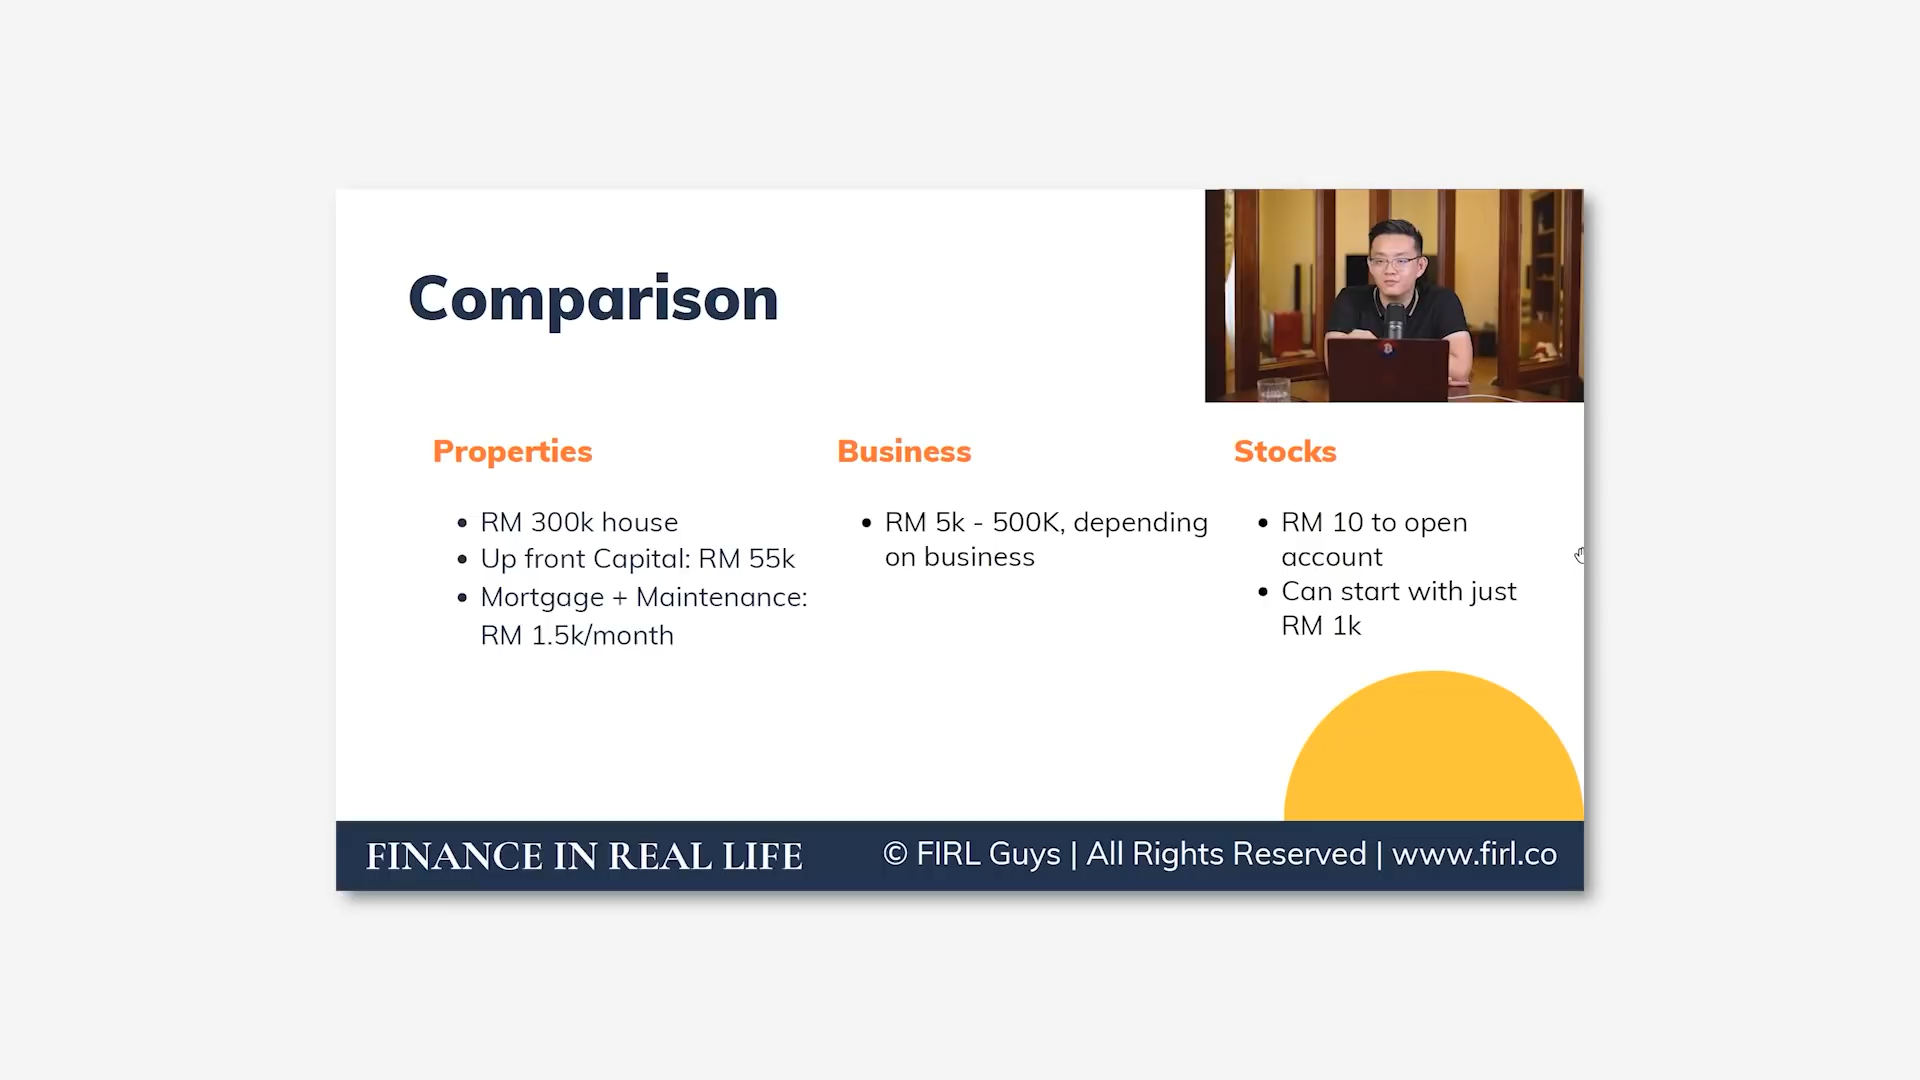 Comparison
Properties
RM 300k house
Up front Capital: RM 55k
Mortgage + Maintenance:
RM 1.5k/month
Business
RM 5k - 500K, depending
on business
Stocks
RM 10 to open
account
Can start with just
RM 1k
FINANCE IN REAL LIFE
© FIRL Guys | All Rights Reserved | www.firl.co